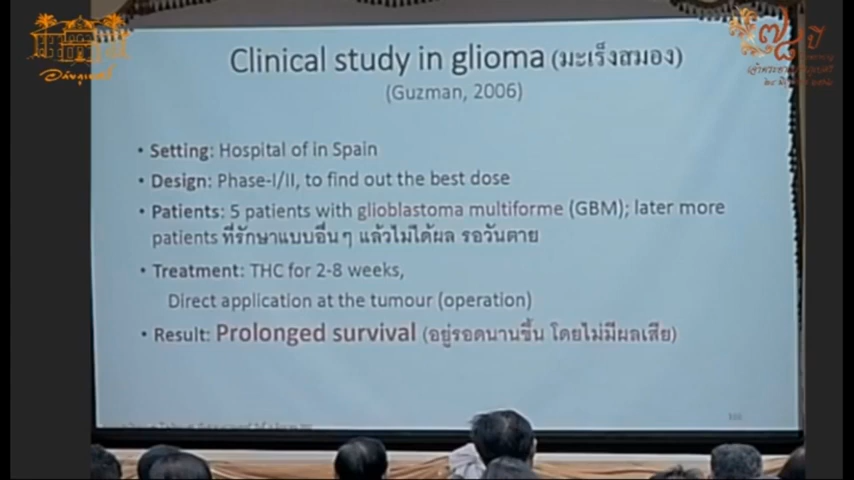 Clinical study in glioma (มะเร็งสมอง)
(Guzman, 2006)
• Setting: Hospital of in Spain
• Design: Phase-I/II, to find out the best dose
• Patients: 5 patients with glioblastoma multiforme (GBM); later more
patients ที่รักษาแบบอื่นๆ แล้วไม่ได้ผล รอวันตาย
• Treatment: THC for 2-8 weeks,
Direct application at the tumour (operation)
• Result: Prolonged survival (อยู่รอดนานขึ้น โดยไม่มีผลเสีย)